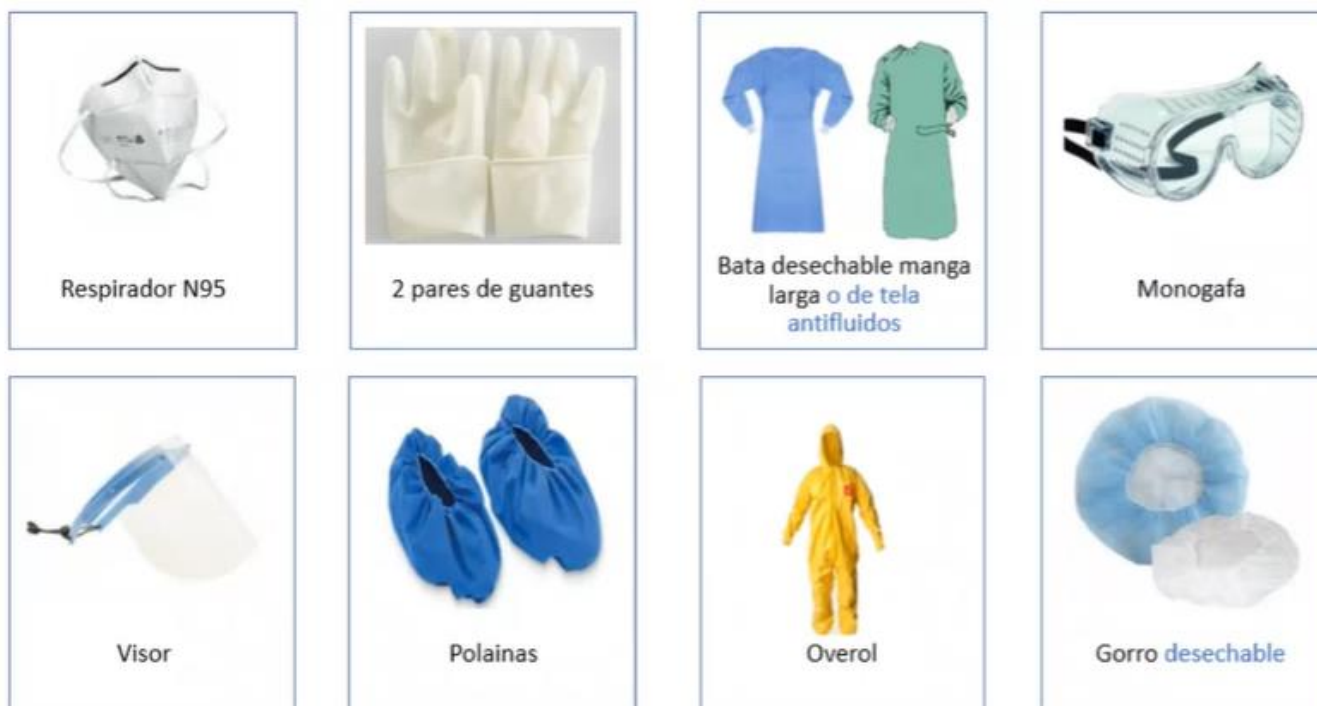 Respirador N95
2 pares de guantes
Bata desechable manga
larga o de tela
antifluidos
Monogafa
Visor
Polainas
Overol
Gorro desechable